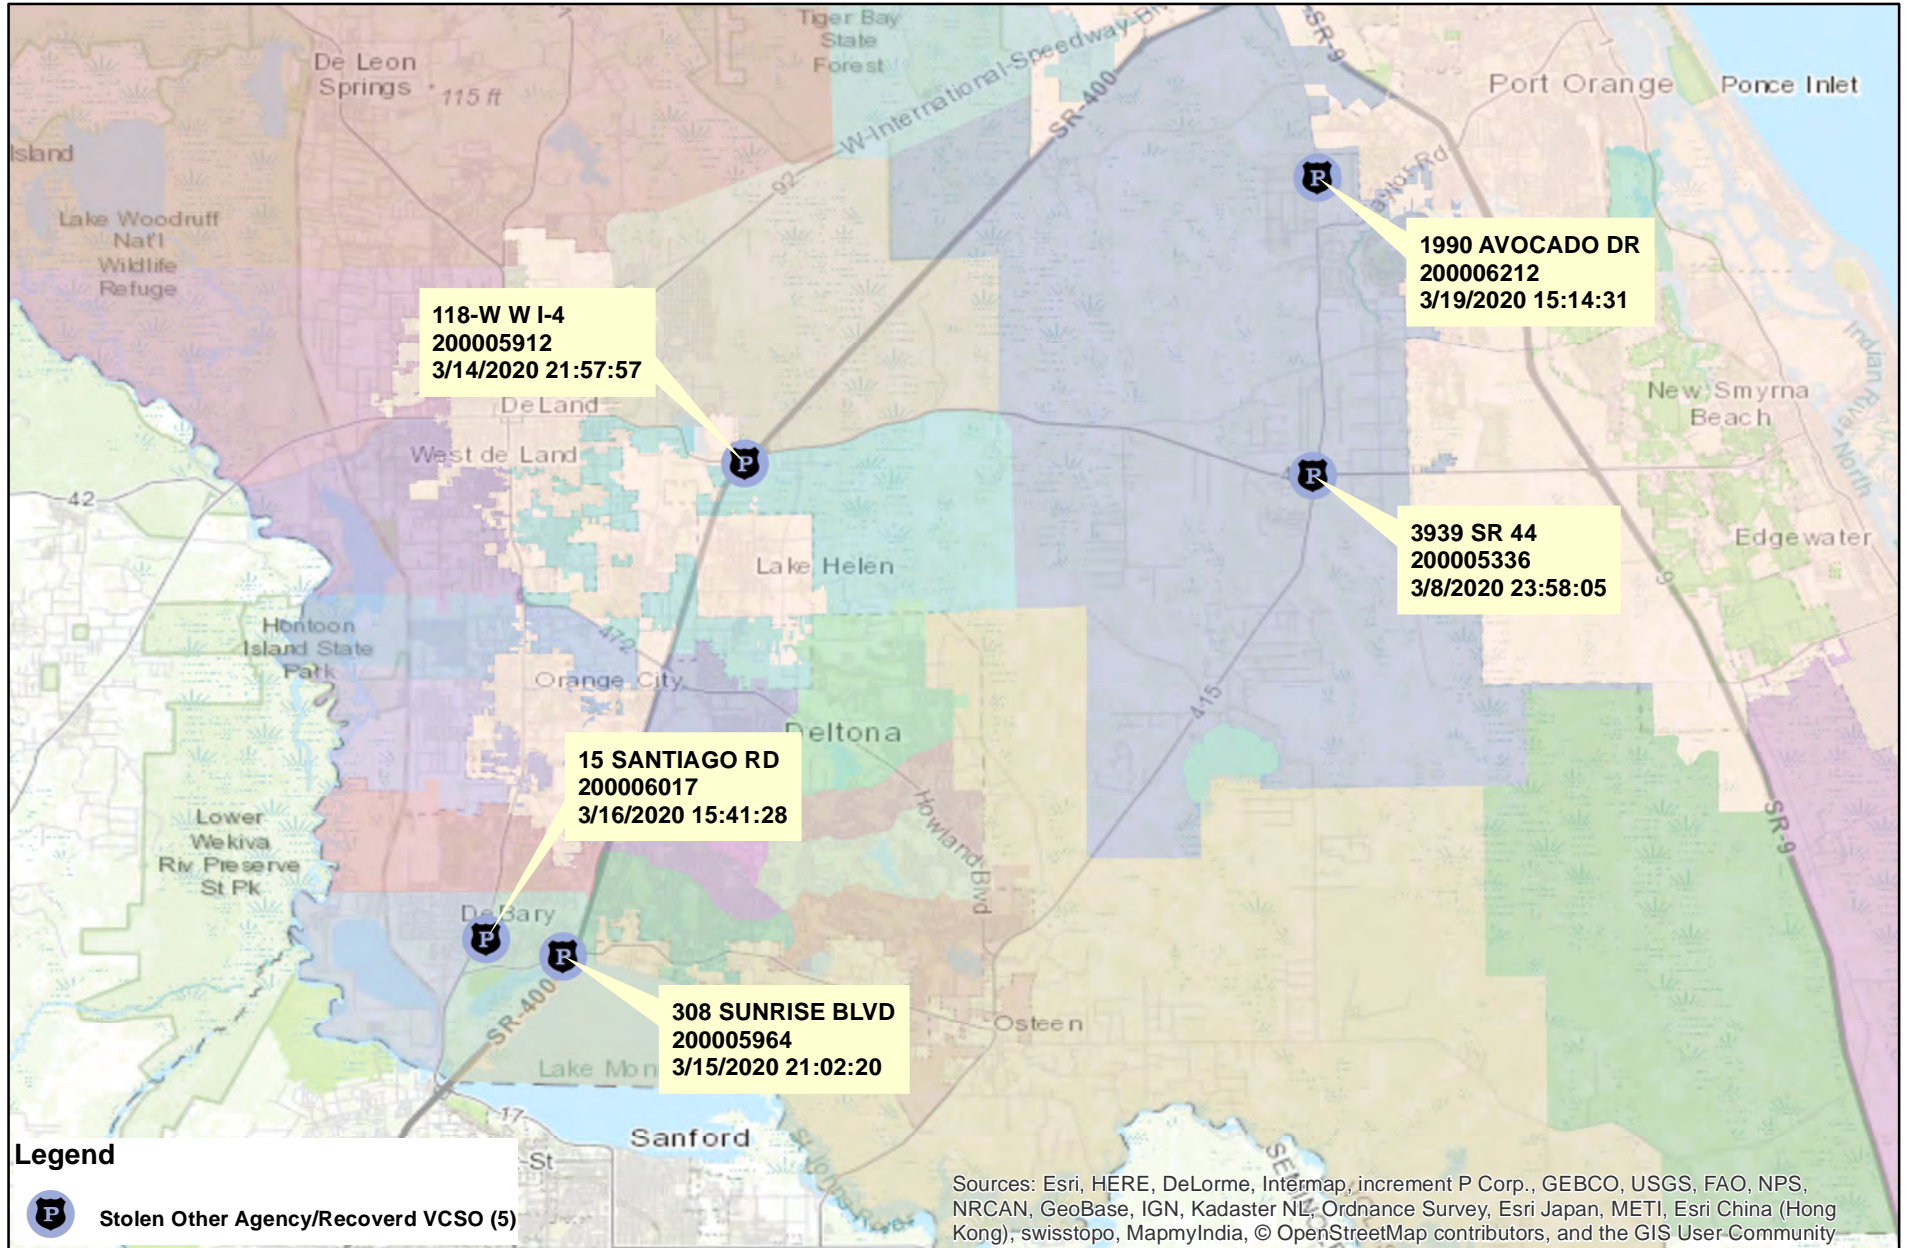 Tiger Bay
State
Forest
De Leon
Springs
115 ft
W-International-Speedway-Blv
SR-9
Port Orange
Ponce Inlet
SR-400
Island
92
Lake Woodruff
Nat'l
Wildlife
Refuge
1990 AVOCADO DR
200006212
3/19/2020 15:14:31
118-W W I-4
200005912
3/14/2020 21:57:57
Indian River North
New Smyrna
Beach
DeLand
West de Land
42
3939 SR 44
200005336
3/8/2020 23:58:05
Edgewater
Lake Helen
9
Hontoon
Island State
Park
472
Orange City
415
Deltona
15 SANTIAGO RD
200006017
3/16/2020 15:41:28
Howland Blvd
SR-9
Lower
Wekiva
Riv Preserve
St Pk
DeBary
SR-400
308 SUNRISE BLVD
200005964
3/15/2020 21:02:20
Osteen
Lake Mon
17
Sanford
St Johns River
Legend
-St
Stolen Other Agency/Recoverd VCSO (5)
Sources: Esri, HERE, DeLorme, Intermap, increment P Corp., GEBCO, USGS, FAO, NPS,
NRCAN, GeoBase, IGN, Kadaster NL, Ordnance Survey, Esri Japan, METI, Esri China (Hong
Kong), swisstopo, MapmyIndia, © OpenStreetMap contributors, and the GIS User Community